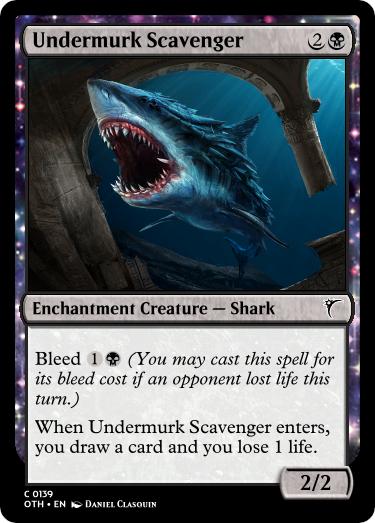 Undermurk Scavenger 2
Enchantment Creature — Shark
Bleed 1 (You may cast this spell for
its bleed cost if an opponent lost life this
turn.)
When Undermurk Scavenger enters,
you draw a card and you lose 1 life.
2/2
C 0139
OTH • EN Daniel Clasouin